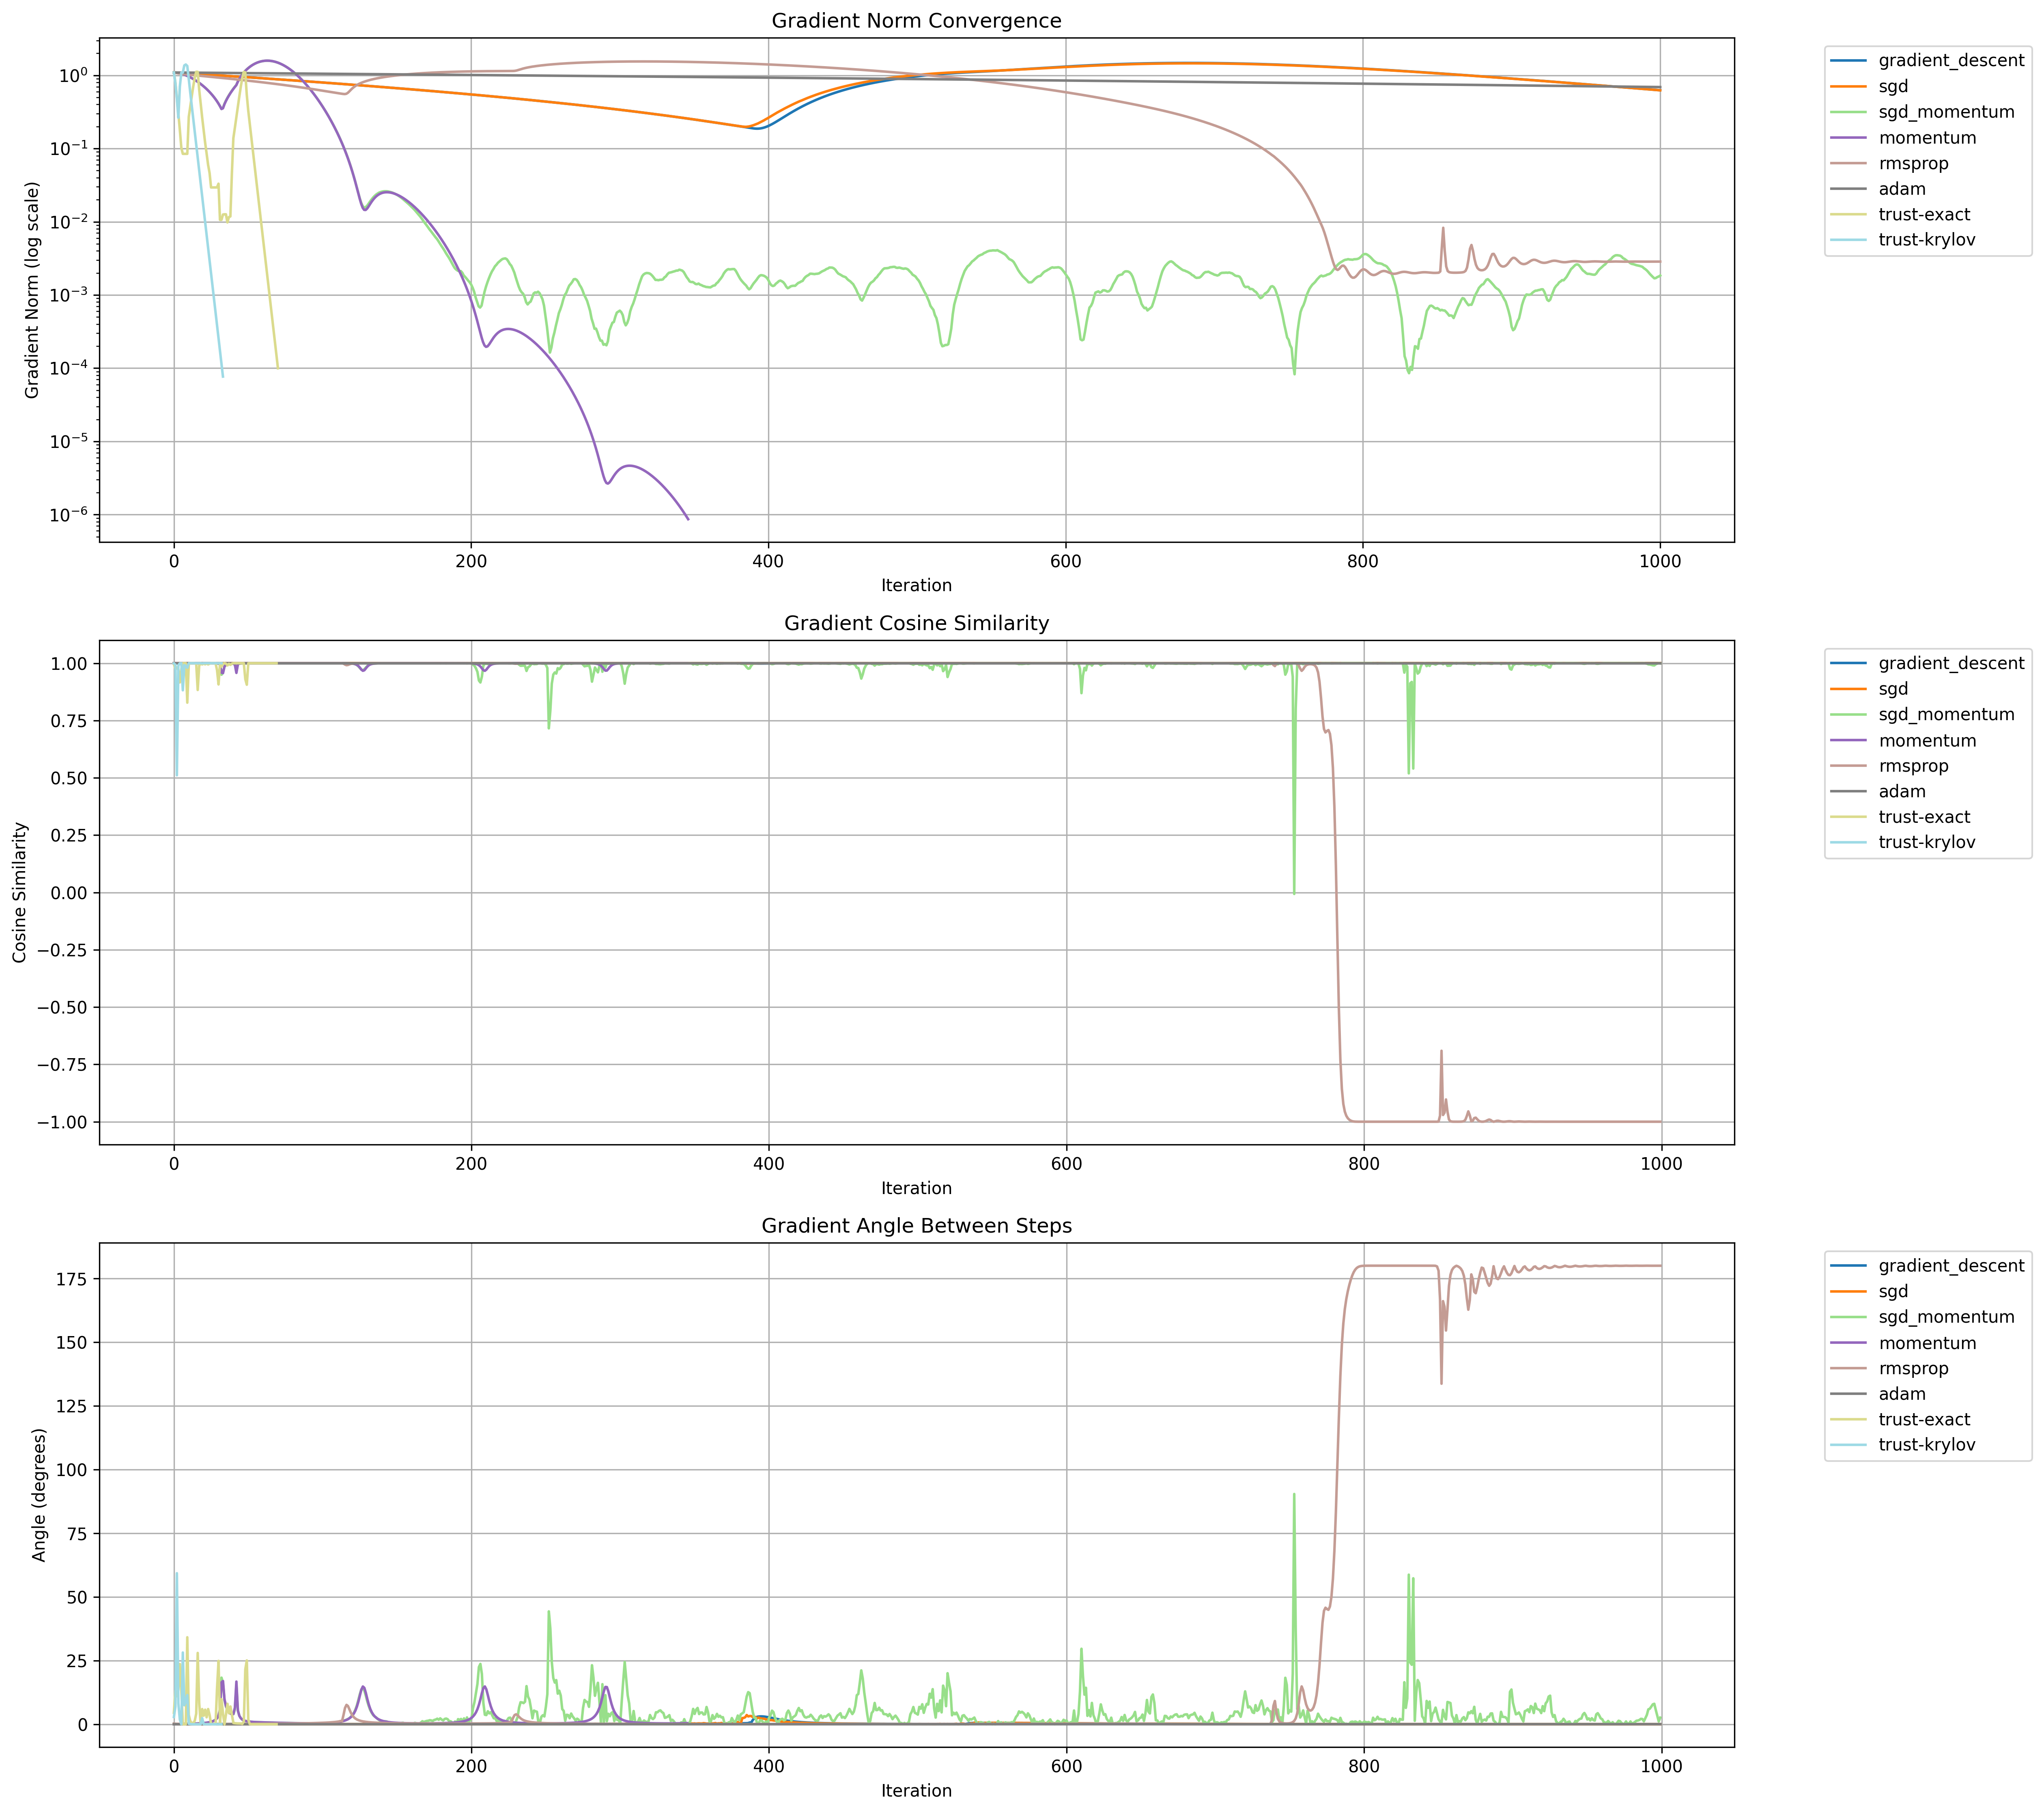 Gradient Norm Convergence
Gradient Norm (log scale)
10⁰
10⁻¹
10⁻²
10⁻³
10⁻⁴
10⁻⁵
10⁻⁶
0 200 400 600 800 1000
Iteration
gradient_descent
sgd
sgd_momentum
momentum
rmsprop
adam
trust-exact
trust-krylov
Gradient Cosine Similarity
Cosine Similarity
1.00
0.75
0.50
0.25
0.00
−0.25
−0.50
−0.75
−1.00
0 200 400 600 800 1000
Iteration
gradient_descent
sgd
sgd_momentum
momentum
rmsprop
adam
trust-exact
trust-krylov
Gradient Angle Between Steps
Angle (degrees)
175
150
125
100
75
50
25
0
0 200 400 600 800 1000
Iteration
gradient_descent
sgd
sgd_momentum
momentum
rmsprop
adam
trust-exact
trust-krylov